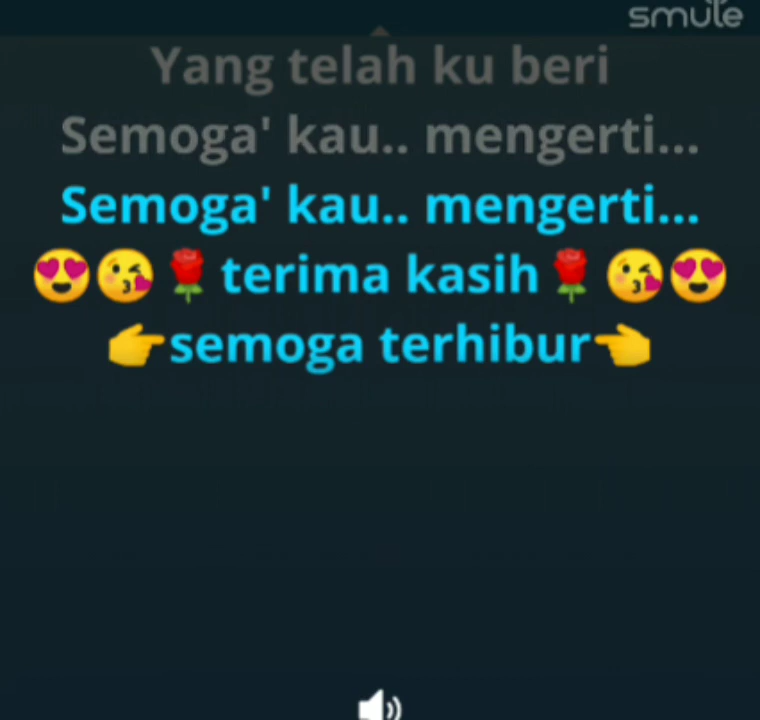 smule
Yang telah ku beri
Semoga' kau.. mengerti...
Semoga' kau.. mengerti...
😍😘🌹terima kasih🌹😘😍
👉semoga terhibur👈